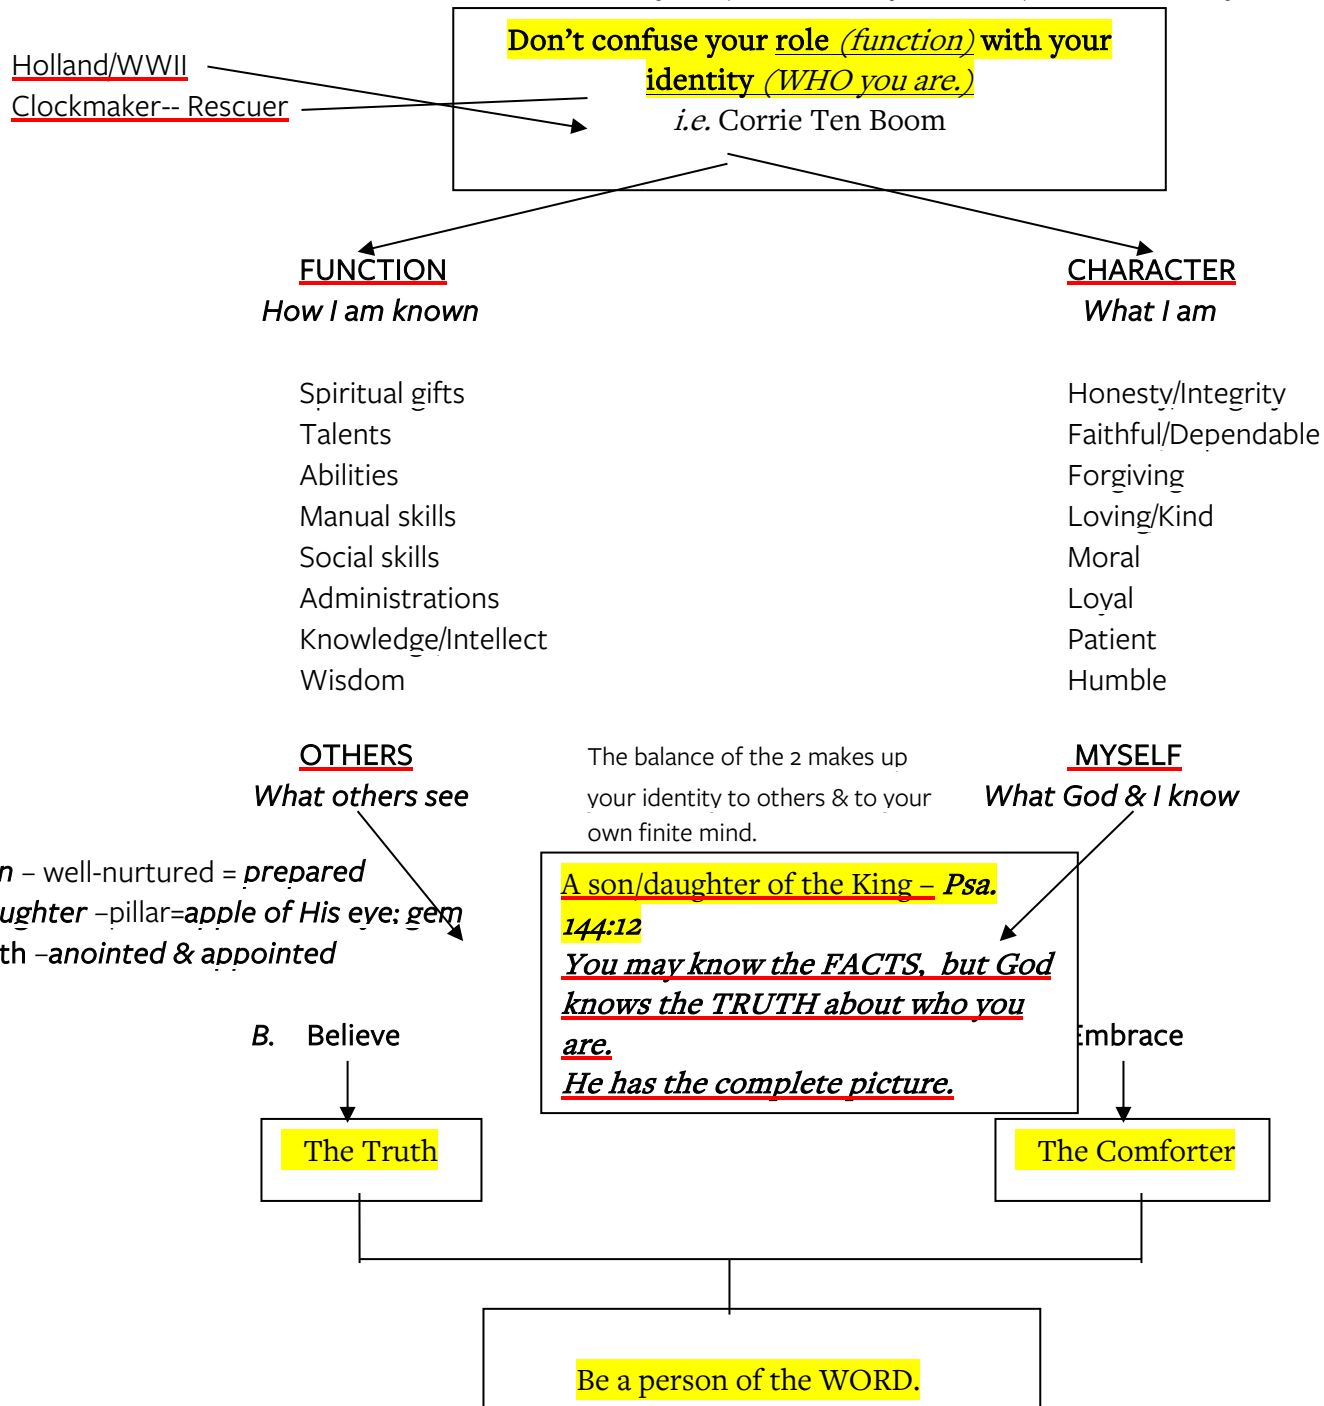 Don't confuse your role (function) with your
identity (WHO you are.)
i.e. Corrie Ten Boom
Holland/WWII
Clockmaker-- Rescuer
FUNCTION
How I am known
Spiritual gifts
Talents
Abilities
Manual skills
Social skills
Administrations
Knowledge/Intellect
Wisdom
CHARACTER
What I am
Honesty/Integrity
Faithful/Dependable
Forgiving
Loving/Kind
Moral
Loyal
Patient
Humble
OTHERS
What others see
The balance of the 2 makes up
your identity to others & to your
own finite mind.
MYSELF
What God & I know
– well-nurtured = prepared
–pillar=apple of His eye; gem
–anointed & appointed
A son/daughter of the King – Psa.
144:12
You may know the FACTS, but God
knows the TRUTH about who you
are.
He has the complete picture.
B. Believe
Embrace
The Truth
The Comforter
Be a person of the WORD.